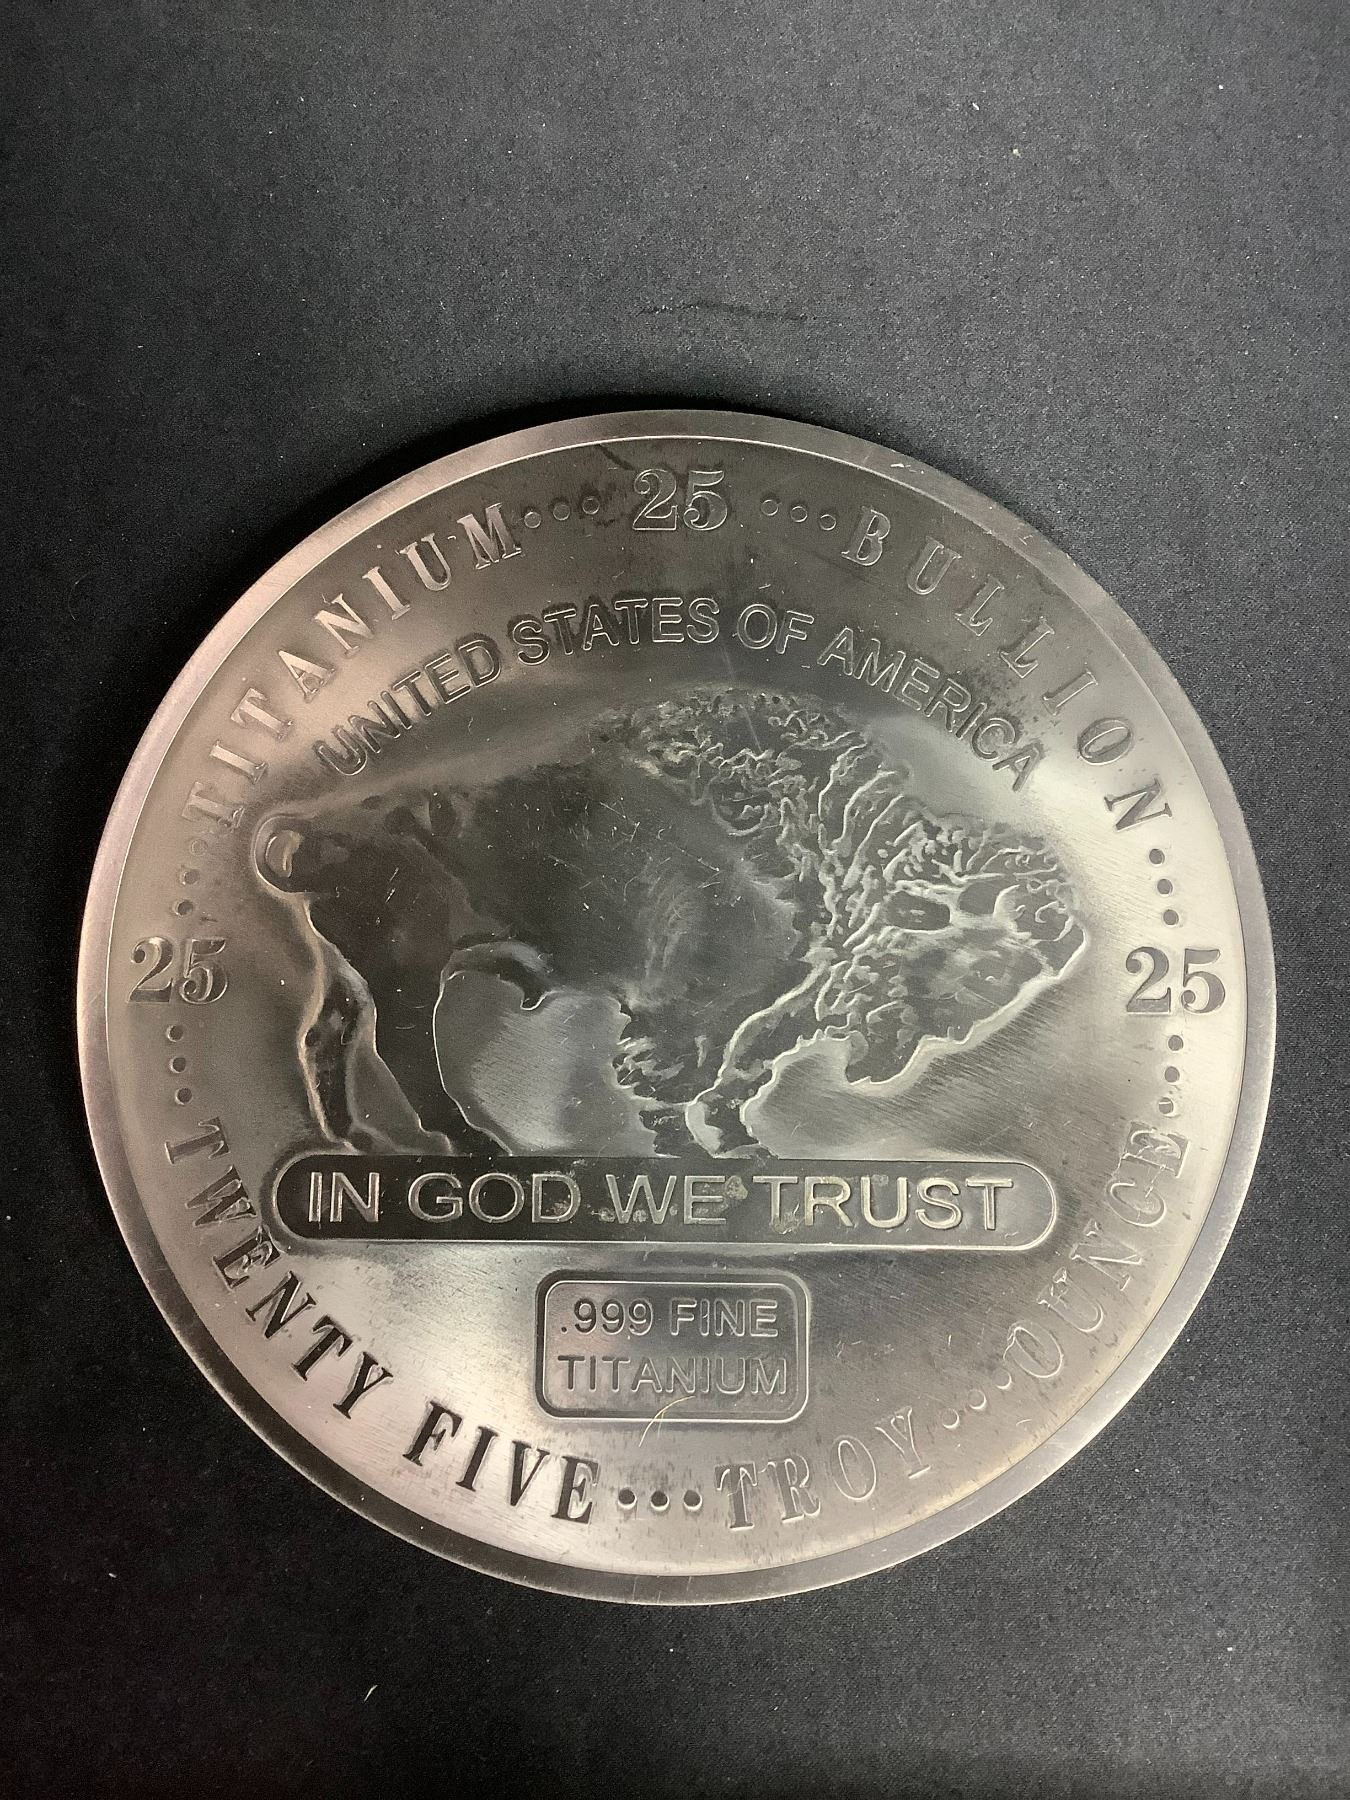 TITANIUM... 25 ...BULLION...
UNITED STATES OF AMERICA
25
25
IN GOD WE TRUST
.999 FINE
TITANIUM
...TWENTY FIVE...TROY...OUNCE...